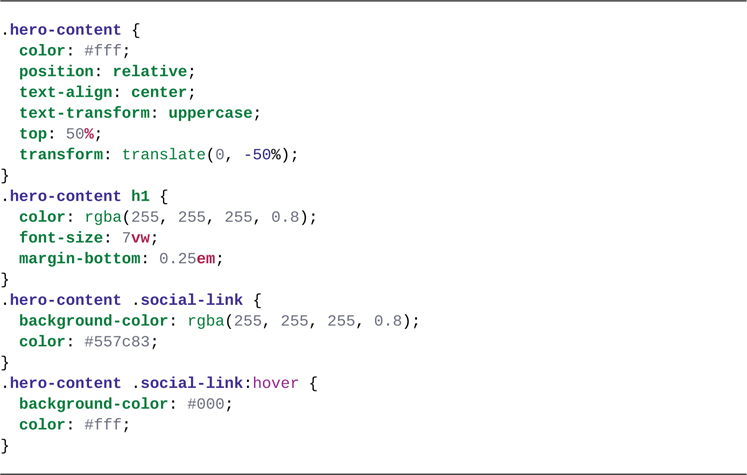 .hero-content {
  color: #fff;
  position: relative;
  text-align: center;
  text-transform: uppercase;
  top: 50%;
  transform: translate(0, -50%);
}
.hero-content h1 {
  color: rgba(255, 255, 255, 0.8);
  font-size: 7vw;
  margin-bottom: 0.25em;
}
.hero-content .social-link {
  background-color: rgba(255, 255, 255, 0.8);
  color: #557c83;
}
.hero-content .social-link:hover {
  background-color: #000;
  color: #fff;
}